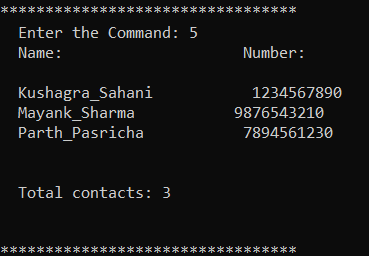 *********************************
Enter the Command: 5
Name:                    Number:
Kushagra_Sahani           1234567890
Mayank_Sharma           9876543210
Parth_Pasricha           7894561230
Total contacts: 3
*********************************